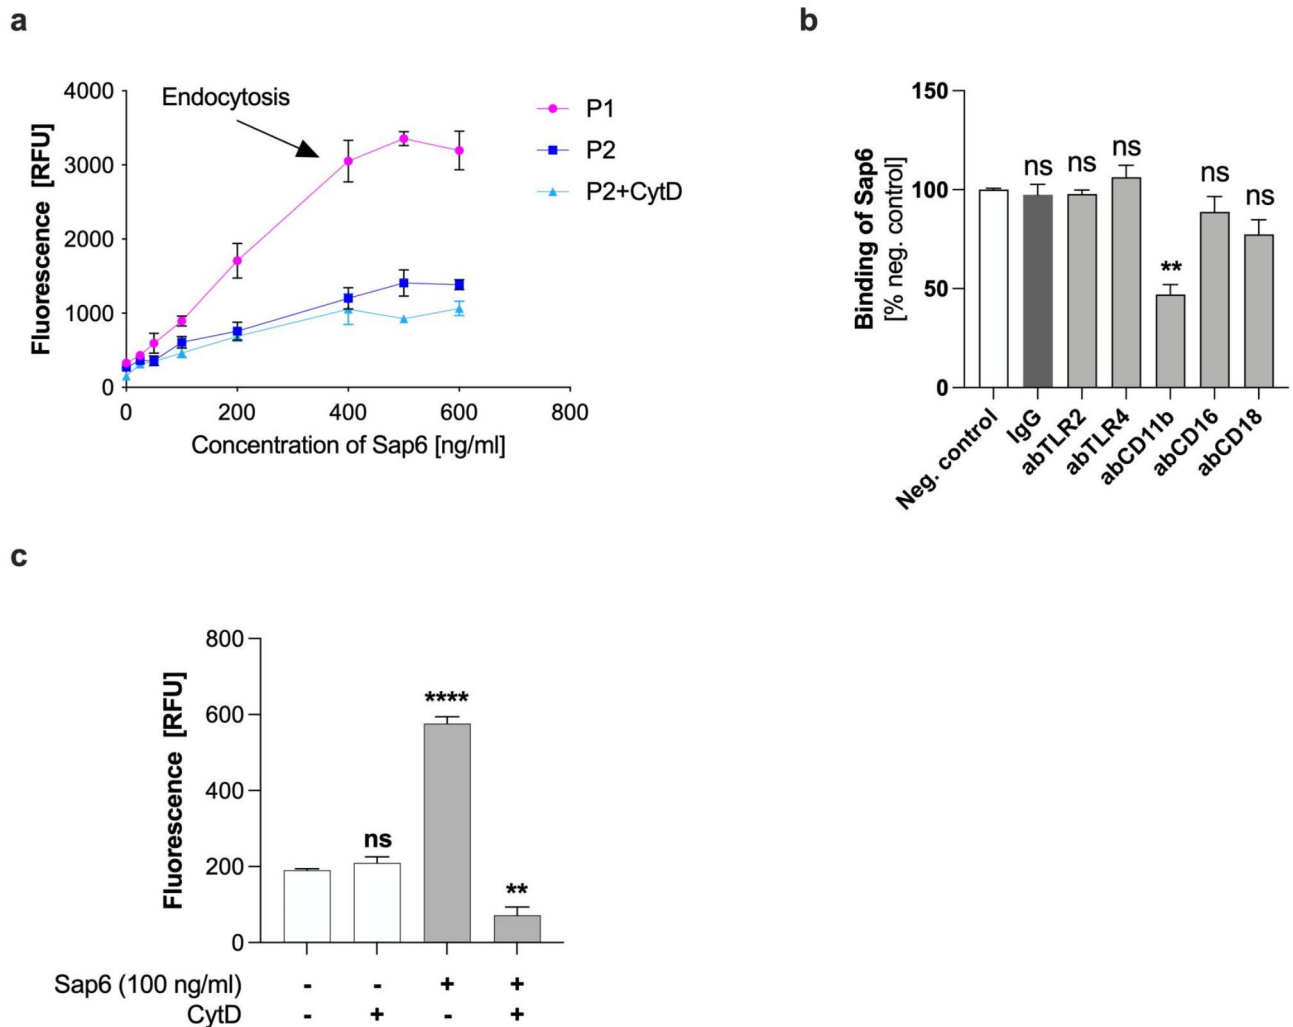 a
Endocytosis
P1
P2
P2+CytD
4000
3000
2000
1000
0
Fluorescence [RFU]
0 200 400 600 800
Concentration of Sap6 [ng/ml]
b
150
100
50
0
Binding of Sap6
[% neg. control]
ns ns ns ** ns ns
Neg. control
IgG
abTLR2
abTLR4
abCD11b
abCD16
abCD18
c
800
600
400
200
0
Fluorescence [RFU]
ns **** **
Sap6 (100 ng/ml) - - + +
CytD - + - +